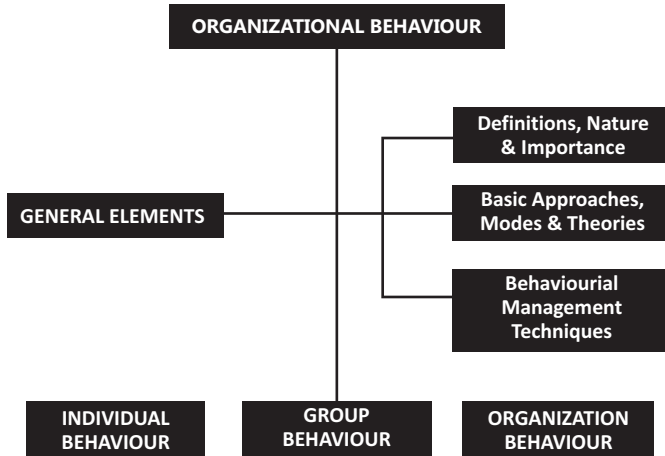 ORGANIZATIONAL BEHAVIOUR
Definitions, Nature
& Importance
GENERAL ELEMENTS
Basic Approaches,
Modes & Theories
Behaviourial
Management
Techniques
INDIVIDUAL
BEHAVIOUR
GROUP
BEHAVIOUR
ORGANIZATION
BEHAVIOUR